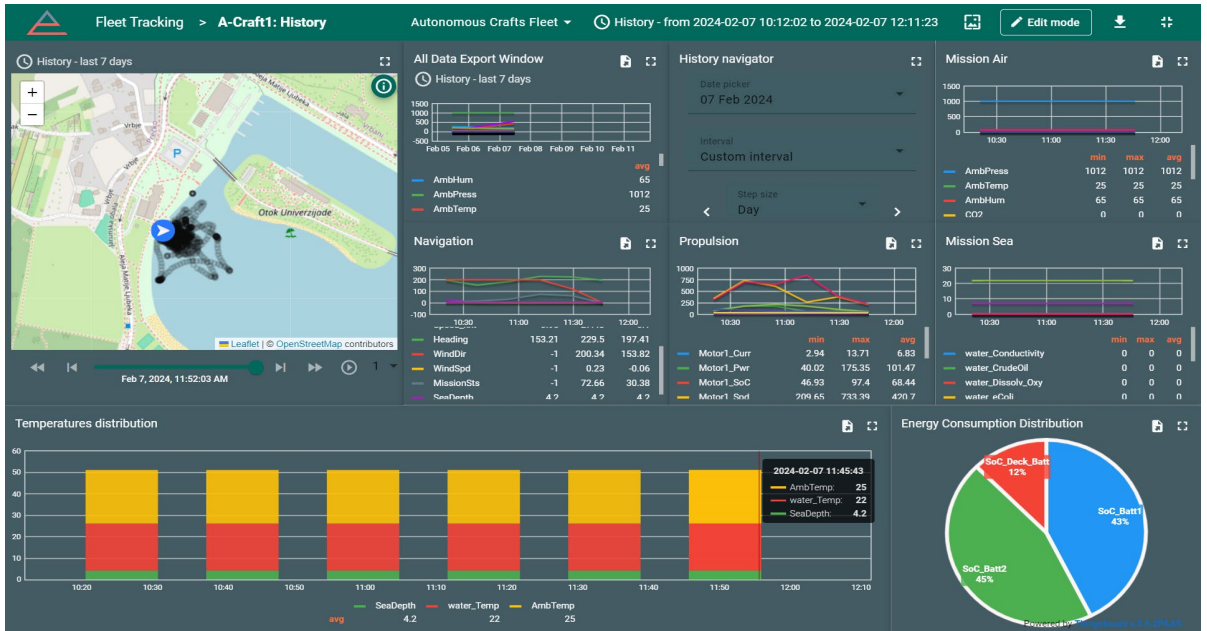 Fleet Tracking > A-Craft1: History Autonomous Crafts Fleet History - from 2024-02-07 10:12:02 to 2024-02-07 12:11:23 Edit mode
History - last 7 days
+
−
Vrbje
Vrbje
Vrbje
P
Otok Univerzijade
Aleja Matije Ljubeka
Aleja Matije Ljubeka
Leaflet | © OpenStreetMap contributors
Feb 7, 2024, 11:52:03 AM
1
All Data Export Window
History - last 7 days
1500
1000
500
0
-500
Feb 05 Feb 06 Feb 07 Feb 08 Feb 09 Feb 10 Feb 11
avg
AmbHum 65
AmbPress 1012
AmbTemp 25
History navigator
Date picker
07 Feb 2024
Interval
Custom interval
Step size
Day
Mission Air
1500
1000
500
0
10:30 11:00 11:30 12:00
min max avg
AmbPress 1012 1012 1012
AmbTemp 25 25 25
AmbHum 65 65 65
CO2 0 0 0
Navigation
300
200
100
0
-100
10:30 11:00 11:30 12:00
Heading 153.21 229.5 197.41
WindDir -1 200.34 153.82
WindSpd -1 0.23 -0.06
MissionSts -1 72.66 30.38
SeaDepth 4.2 4.2 4.2
Propulsion
1000
750
500
250
0
10:30 11:00 11:30 12:00
min max avg
Motor1_Curr 2.94 13.71 6.83
Motor1_Pwr 40.02 175.35 101.47
Motor1_SoC 46.93 97.4 68.44
Motor1_Spd 209.65 733.39 420.7
Mission Sea
30
20
10
0
10:30 11:00 11:30 12:00
min max avg
water_Conductivity 0 0 0
water_CrudeOil 0 0 0
water_Dissolv_Oxy 0 0 0
water_eColi 0 0 0
Temperatures distribution
60
50
40
30
20
10
0
10:20 10:30 10:40 10:50 11:00 11:10 11:20 11:30 11:40 11:50 12:00 12:10
2024-02-07 11:45:43
AmbTemp: 25
water_Temp: 22
SeaDepth: 4.2
SeaDepth water_Temp AmbTemp
avg 4.2 22 25
Energy Consumption Distribution
SoC_Deck_Batt
12%
SoC_Batt1
43%
SoC_Batt2
45%
Powered by